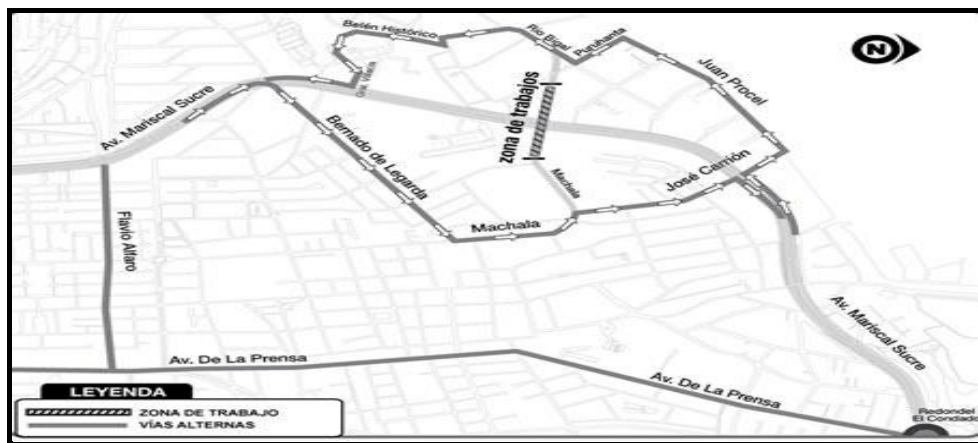 Belén Histórico
Río Bigal
Puruhanta
N
Juan Procel
Av. Mariscal Sucre
zona de trabajos
Bernado de Legarda
Machala
José Carrión
Machala
Flavio Alfaro
Av. Mariscal Sucre
Av. De La Prensa
Av. De La Prensa
Redondel
El Condado
LEYENDA
ZONA DE TRABAJO
VÍAS ALTERNAS